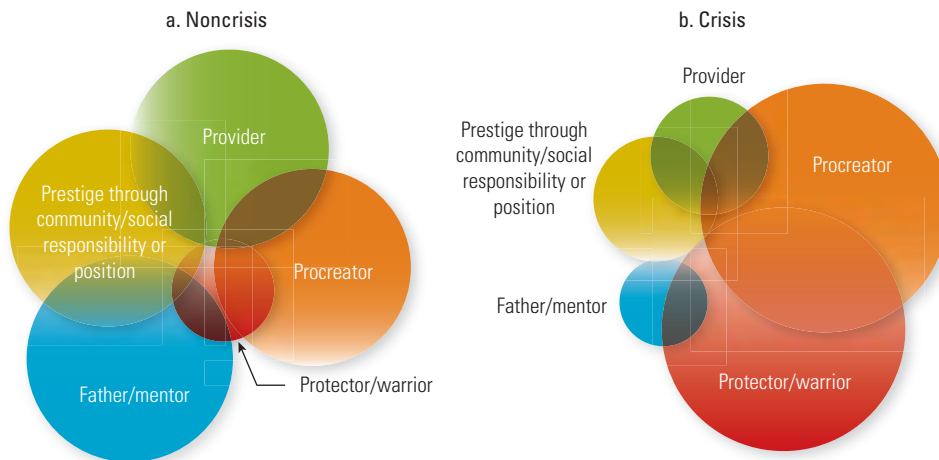 a. Noncrisis
Provider
Prestige through
community/social
responsibility or
position
Procreator
Father/mentor
Protector/warrior
b. Crisis
Provider
Prestige through
community/social
responsibility or
position
Procreator
Father/mentor
Protector/warrior